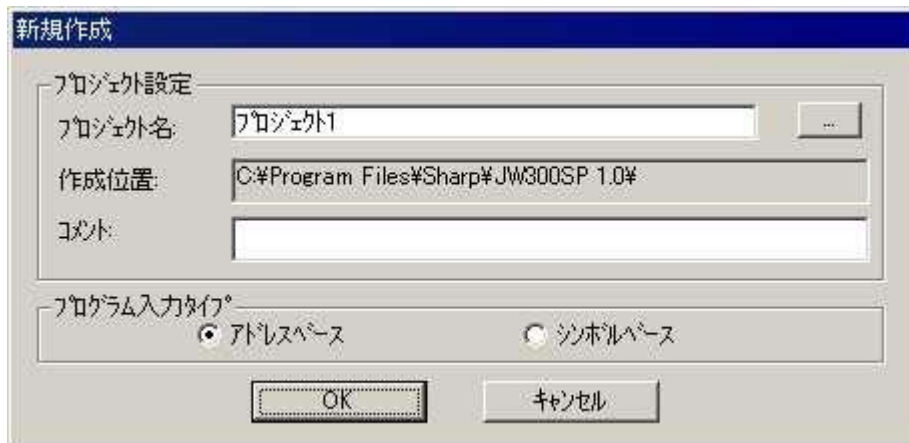 新規作成
プロジェクト設定
プロジェクト名: プロジェクト1 ...
作成位置: C:¥Program Files¥Sharp¥JW300SP 1.0¥
コメント:
プログラム入力タイプ
アドレスベース シンボルベース
OK キャンセル